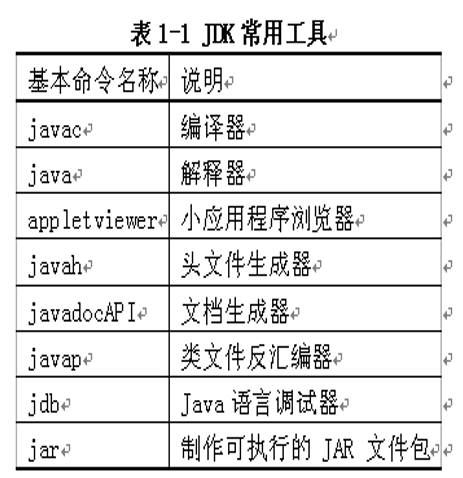 表 1-1 JDK 常用工具
基本命令名称 说明
javac 编译器
java 解释器
appletviewer 小应用程序浏览器
javah 头文件生成器
javadocAPI 文档生成器
javap 类文件反汇编器
jdb Java 语言调试器
jar 制作可执行的 JAR 文件包